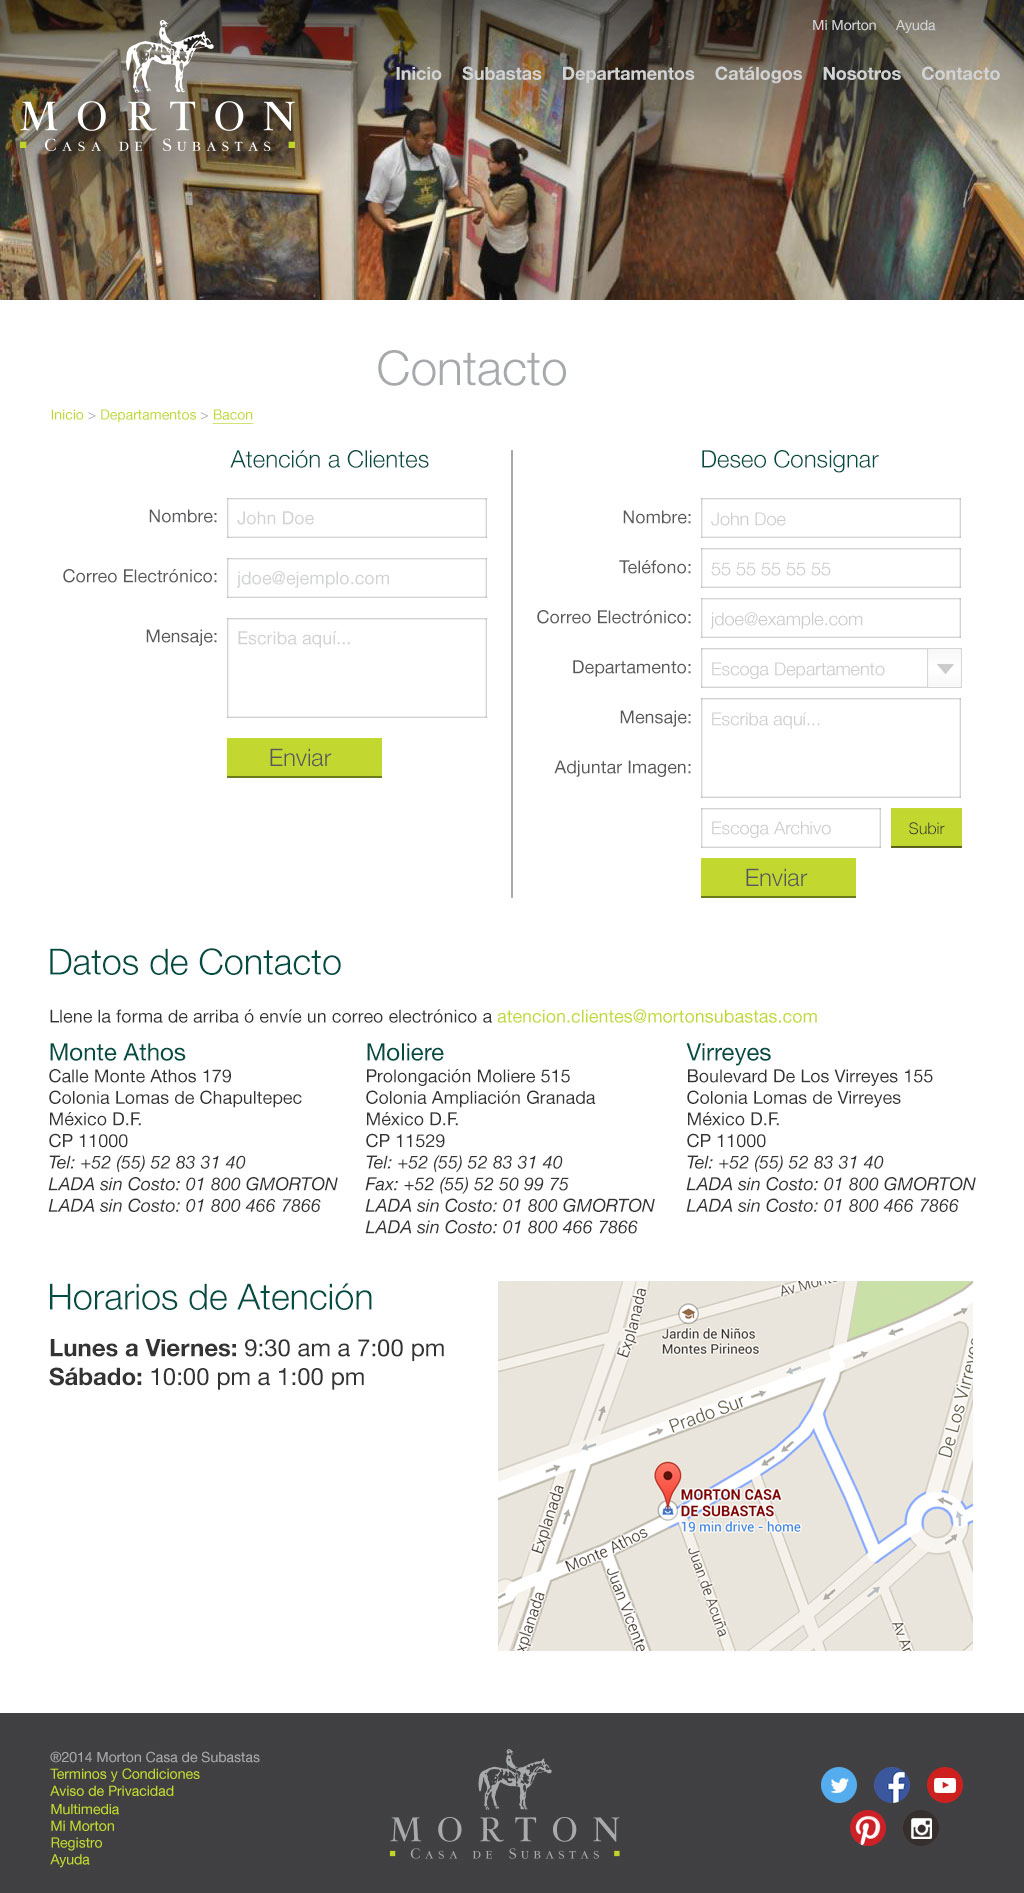 Mi Morton Ayuda
Inicio Subastas Departamentos Catálogos Nosotros Contacto
MORTON
CASA DE SUBASTAS
Contacto
Inicio > Departamentos > Bacon
Atención a Clientes
Nombre: John Doe
Correo Electrónico: jdoe@ejemplo.com
Mensaje: Escriba aquí...
Enviar
Deseo Consignar
Nombre: John Doe
Teléfono: 55 55 55 55 55
Correo Electrónico: jdoe@example.com
Departamento: Escoga Departamento
Mensaje: Escriba aquí...
Adjuntar Imagen:
Escoga Archivo Subir
Enviar
Datos de Contacto
Llene la forma de arriba ó envíe un correo electrónico a atencion.clientes@mortonsubastas.com
Monte Athos
Calle Monte Athos 179
Colonia Lomas de Chapultepec
México D.F.
CP 11000
Tel: +52 (55) 52 83 31 40
LADA sin Costo: 01 800 GMORTON
LADA sin Costo: 01 800 466 7866
Moliere
Prolongación Moliere 515
Colonia Ampliación Granada
México D.F.
CP 11529
Tel: +52 (55) 52 83 31 40
Fax: +52 (55) 52 50 99 75
LADA sin Costo: 01 800 GMORTON
LADA sin Costo: 01 800 466 7866
Virreyes
Boulevard De Los Virreyes 155
Colonia Lomas de Virreyes
México D.F.
CP 11000
Tel: +52 (55) 52 83 31 40
LADA sin Costo: 01 800 GMORTON
LADA sin Costo: 01 800 466 7866
Horarios de Atención
Lunes a Viernes: 9:30 am a 7:00 pm
Sábado: 10:00 pm a 1:00 pm
Av
Explanada
Jardin de Niños
Montes Pirineos
Prado Sur
De Los Virreyes
MORTON CASA
DE SUBASTAS
19 min drive - home
Explanada
Monte Athos
Juan Vicente
Juan de Acuña
Explanada
Av.
®2014 Morton Casa de Subastas
Terminos y Condiciones
Aviso de Privacidad
Multimedia
Mi Morton
Registro
Ayuda
MORTON
CASA DE SUBASTAS